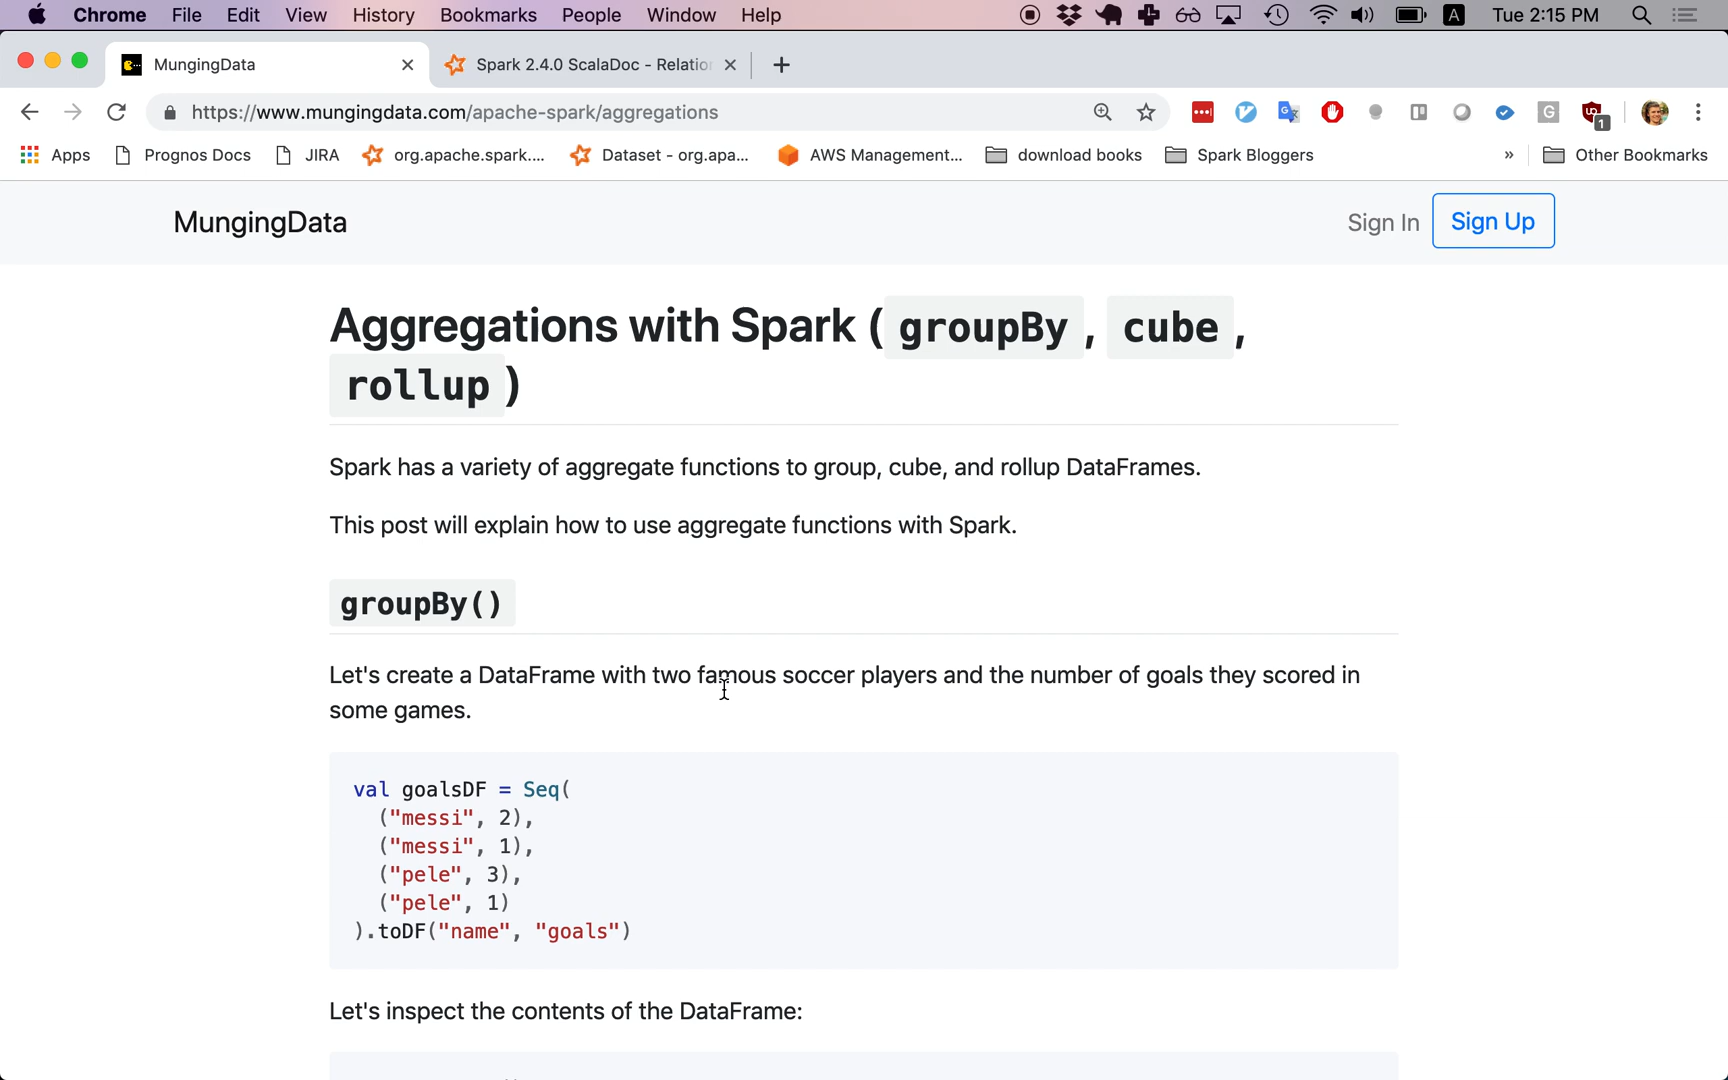 Chrome File Edit View History Bookmarks People Window Help A Tue 2:15 PM
MungingData Spark 2.4.0 ScalaDoc - Relatio
https://www.mungingdata.com/apache-spark/aggregations G 1
Apps Prognos Docs JIRA org.apache.spark.... Dataset - org.apa... AWS Management... download books Spark Bloggers » Other Bookmarks
MungingData Sign In Sign Up
Aggregations with Spark ( groupBy , cube ,
rollup )
Spark has a variety of aggregate functions to group, cube, and rollup DataFrames.
This post will explain how to use aggregate functions with Spark.
groupBy()
Let's create a DataFrame with two famous soccer players and the number of goals they scored in
some games.
val goalsDF = Seq(
("messi", 2),
("messi", 1),
("pele", 3),
("pele", 1)
).toDF("name", "goals")
Let's inspect the contents of the DataFrame: